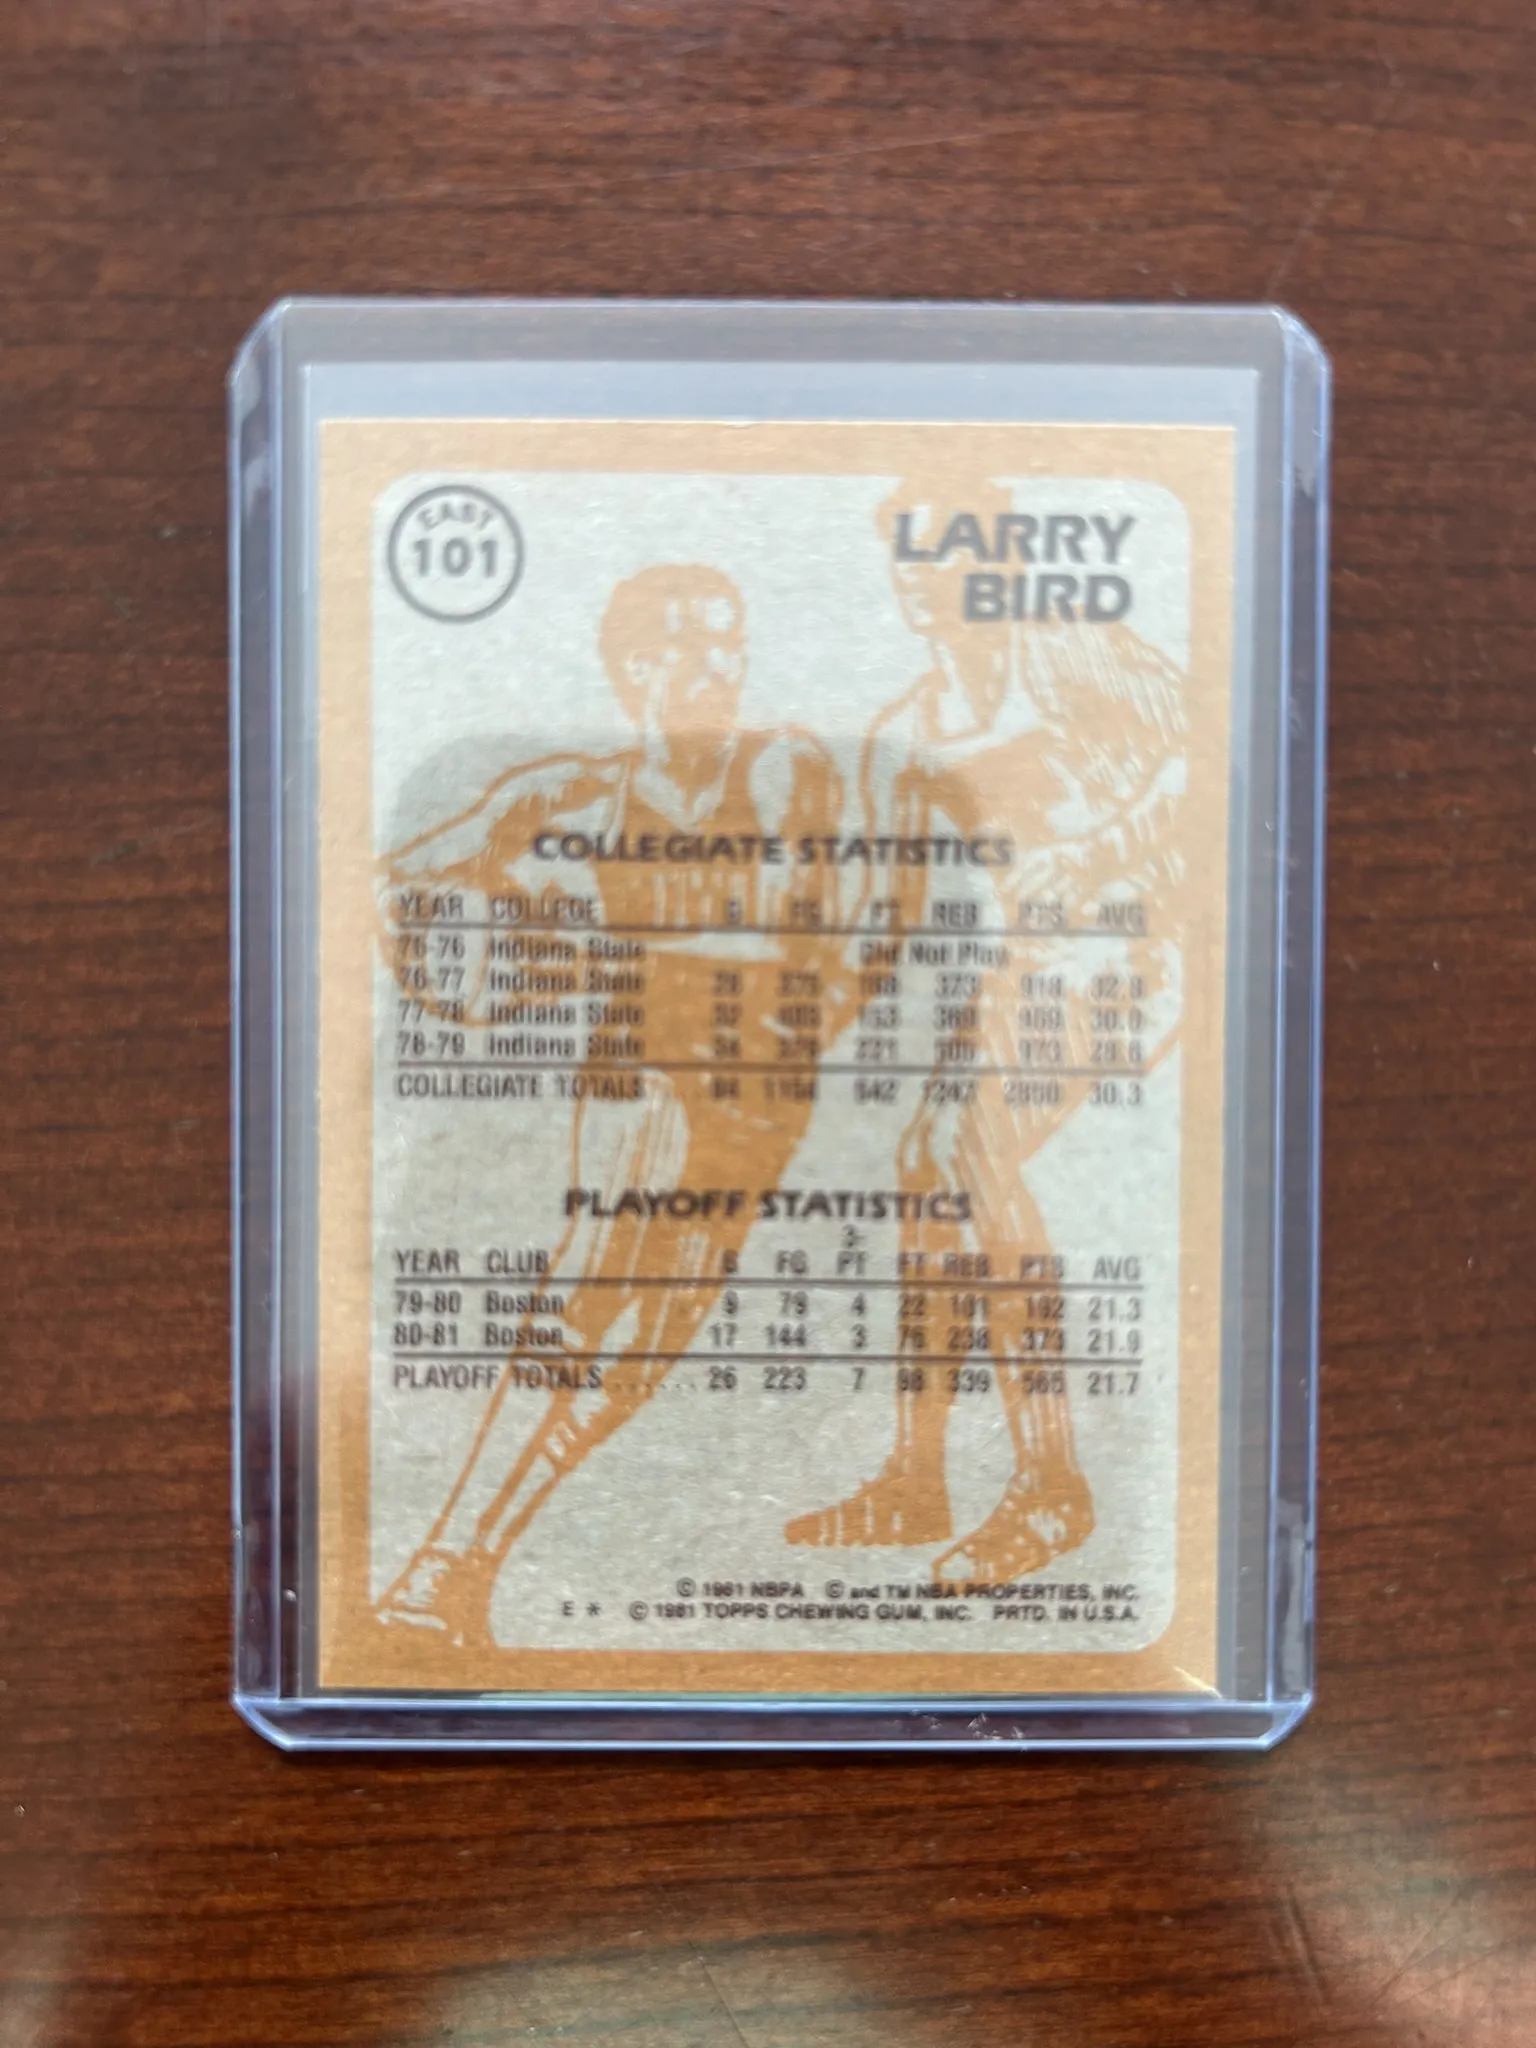 EAST
101
LARRY
BIRD
COLLEGIATE STATISTICS
YEAR COLLEGE G FG FT REB PTS AVG
75-76 Indiana State Did Not Play
76-77 Indiana State 28 375 168 373 918 32.8
77-78 Indiana State 32 403 153 369 959 30.0
78-79 Indiana State 34 376 221 505 973 28.6
COLLEGIATE TOTALS 94 1154 542 1247 2850 30.3
PLAYOFF STATISTICS
3-
YEAR CLUB G FG PT FT REB PTS AVG
79-80 Boston 9 79 4 22 101 192 21.3
80-81 Boston 17 144 3 76 238 373 21.9
PLAYOFF TOTALS ...... 26 223 7 98 339 565 21.7
© 1981 NBPA © and TM NBA PROPERTIES, INC.
E * © 1981 TOPPS CHEWING GUM, INC. PRTD. IN U.S.A.